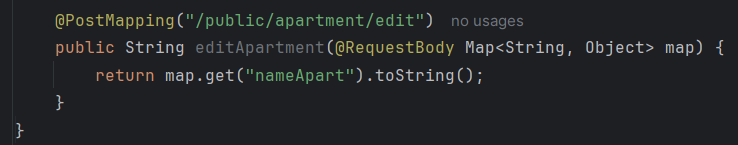 @PostMapping("/public/apartment/edit") no usages
public String editApartment(@RequestBody Map<String, Object> map) {
return map.get("nameApart").toString();
}
}